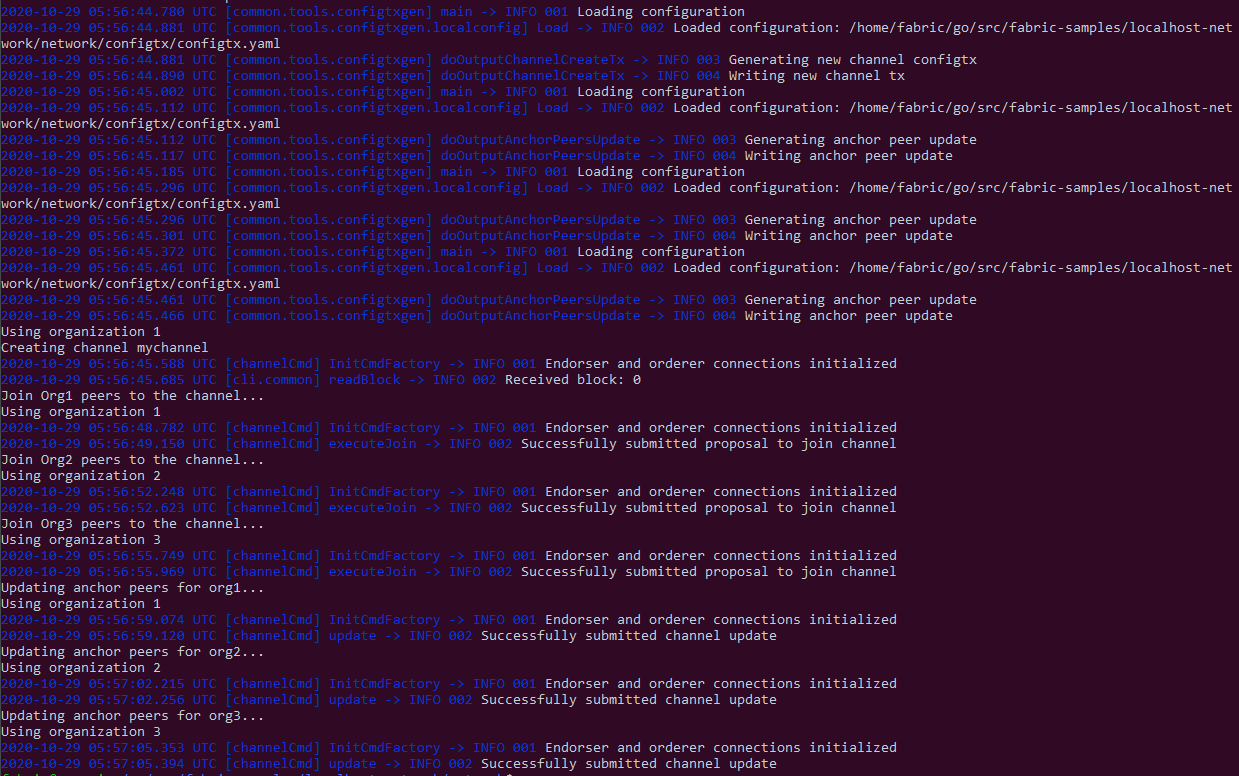 2020-10-29 05:56:44.780 UTC [common.tools.configtxgen] main -> INFO 001 Loading configuration
2020-10-29 05:56:44.881 UTC [common.tools.configtxgen.localconfig] Load -> INFO 002 Loaded configuration: /home/fabric/go/src/fabric-samples/localhost-net
work/network/configtx/configtx.yaml
2020-10-29 05:56:44.881 UTC [common.tools.configtxgen] doOutputChannelCreateTx -> INFO 003 Generating new channel configtx
2020-10-29 05:56:44.890 UTC [common.tools.configtxgen] doOutputChannelCreateTx -> INFO 004 Writing new channel tx
2020-10-29 05:56:45.002 UTC [common.tools.configtxgen] main -> INFO 001 Loading configuration
2020-10-29 05:56:45.112 UTC [common.tools.configtxgen.localconfig] Load -> INFO 002 Loaded configuration: /home/fabric/go/src/fabric-samples/localhost-net
work/network/configtx/configtx.yaml
2020-10-29 05:56:45.112 UTC [common.tools.configtxgen] doOutputAnchorPeersUpdate -> INFO 003 Generating anchor peer update
2020-10-29 05:56:45.117 UTC [common.tools.configtxgen] doOutputAnchorPeersUpdate -> INFO 004 Writing anchor peer update
2020-10-29 05:56:45.185 UTC [common.tools.configtxgen] main -> INFO 001 Loading configuration
2020-10-29 05:56:45.296 UTC [common.tools.configtxgen.localconfig] Load -> INFO 002 Loaded configuration: /home/fabric/go/src/fabric-samples/localhost-net
work/network/configtx/configtx.yaml
2020-10-29 05:56:45.296 UTC [common.tools.configtxgen] doOutputAnchorPeersUpdate -> INFO 003 Generating anchor peer update
2020-10-29 05:56:45.301 UTC [common.tools.configtxgen] doOutputAnchorPeersUpdate -> INFO 004 Writing anchor peer update
2020-10-29 05:56:45.372 UTC [common.tools.configtxgen] main -> INFO 001 Loading configuration
2020-10-29 05:56:45.461 UTC [common.tools.configtxgen.localconfig] Load -> INFO 002 Loaded configuration: /home/fabric/go/src/fabric-samples/localhost-net
work/network/configtx/configtx.yaml
2020-10-29 05:56:45.461 UTC [common.tools.configtxgen] doOutputAnchorPeersUpdate -> INFO 003 Generating anchor peer update
2020-10-29 05:56:45.466 UTC [common.tools.configtxgen] doOutputAnchorPeersUpdate -> INFO 004 Writing anchor peer update
Using organization 1
Creating channel mychannel
2020-10-29 05:56:45.588 UTC [channelCmd] InitCmdFactory -> INFO 001 Endorser and orderer connections initialized
2020-10-29 05:56:45.685 UTC [cli.common] readBlock -> INFO 002 Received block: 0
Join Org1 peers to the channel...
Using organization 1
2020-10-29 05:56:48.782 UTC [channelCmd] InitCmdFactory -> INFO 001 Endorser and orderer connections initialized
2020-10-29 05:56:49.150 UTC [channelCmd] executeJoin -> INFO 002 Successfully submitted proposal to join channel
Join Org2 peers to the channel...
Using organization 2
2020-10-29 05:56:52.248 UTC [channelCmd] InitCmdFactory -> INFO 001 Endorser and orderer connections initialized
2020-10-29 05:56:52.623 UTC [channelCmd] executeJoin -> INFO 002 Successfully submitted proposal to join channel
Join Org3 peers to the channel...
Using organization 3
2020-10-29 05:56:55.749 UTC [channelCmd] InitCmdFactory -> INFO 001 Endorser and orderer connections initialized
2020-10-29 05:56:55.969 UTC [channelCmd] executeJoin -> INFO 002 Successfully submitted proposal to join channel
Updating anchor peers for org1...
Using organization 1
2020-10-29 05:56:59.074 UTC [channelCmd] InitCmdFactory -> INFO 001 Endorser and orderer connections initialized
2020-10-29 05:56:59.120 UTC [channelCmd] update -> INFO 002 Successfully submitted channel update
Updating anchor peers for org2...
Using organization 2
2020-10-29 05:57:02.215 UTC [channelCmd] InitCmdFactory -> INFO 001 Endorser and orderer connections initialized
2020-10-29 05:57:02.256 UTC [channelCmd] update -> INFO 002 Successfully submitted channel update
Updating anchor peers for org3...
Using organization 3
2020-10-29 05:57:05.353 UTC [channelCmd] InitCmdFactory -> INFO 001 Endorser and orderer connections initialized
2020-10-29 05:57:05.394 UTC [channelCmd] update -> INFO 002 Successfully submitted channel update